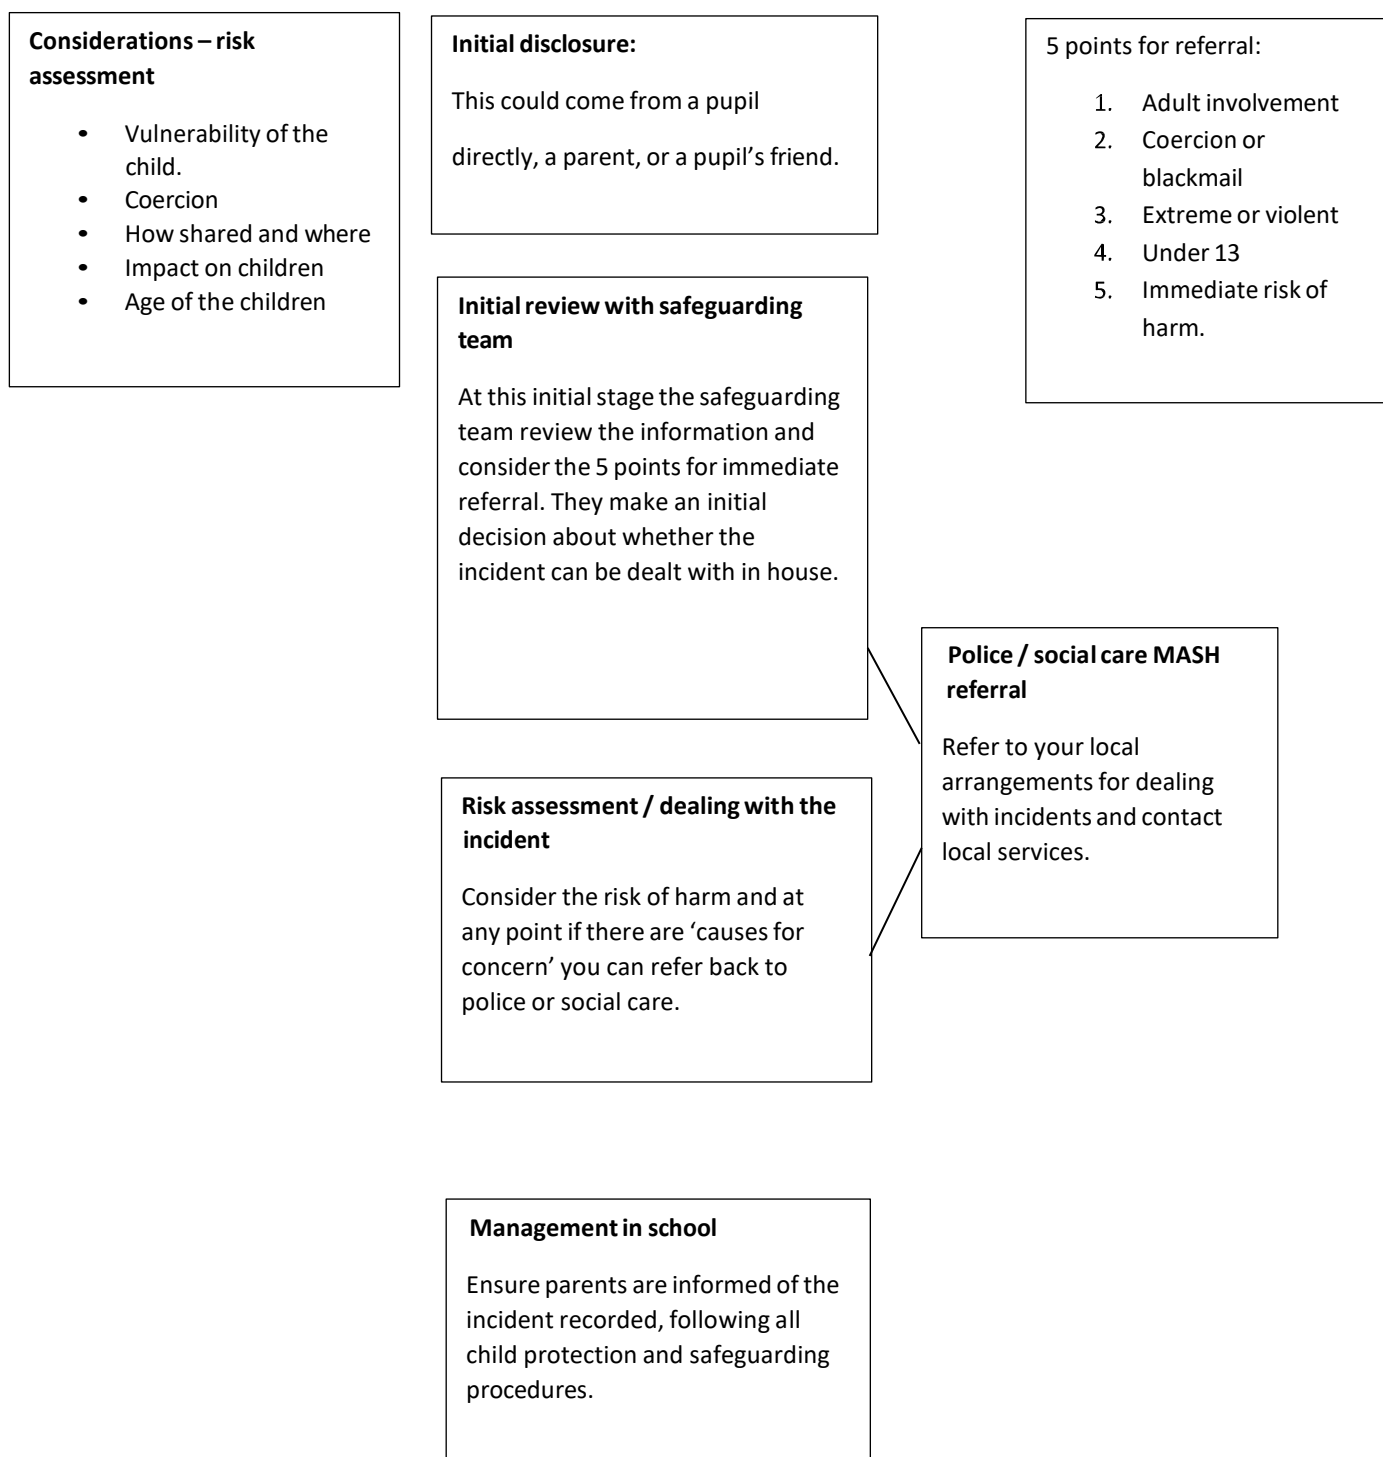 Considerations – risk
assessment
• Vulnerability of the
child.
• Coercion
• How shared and where
• Impact on children
• Age of the children
Initial disclosure:
This could come from a pupil
directly, a parent, or a pupil’s friend.
5 points for referral:
1. Adult involvement
2. Coercion or
blackmail
3. Extreme or violent
4. Under 13
5. Immediate risk of
harm.
Initial review with safeguarding
team
At this initial stage the safeguarding
team review the information and
consider the 5 points for immediate
referral. They make an initial
decision about whether the
incident can be dealt with in house.
Police / social care MASH
referral
Refer to your local
arrangements for dealing
with incidents and contact
local services.
Risk assessment / dealing with the
incident
Consider the risk of harm and at
any point if there are ‘causes for
concern’ you can refer back to
police or social care.
Management in school
Ensure parents are informed of the
incident recorded, following all
child protection and safeguarding
procedures.